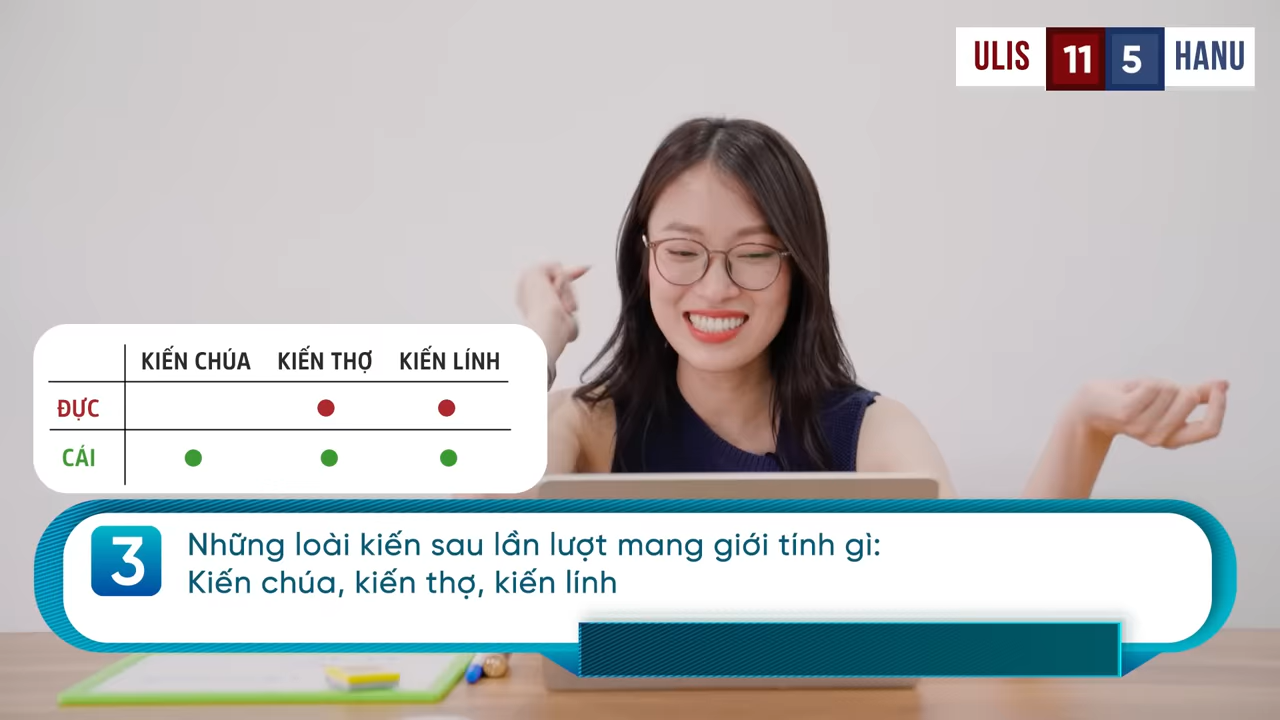 ULIS 11 5 HANU
KIẾN CHÚA KIẾN THỢ KIẾN LÍNH
ĐỰC
CÁI
3
Những loài kiến sau lần lượt mang giới tính gì:
Kiến chúa, kiến thợ, kiến lính